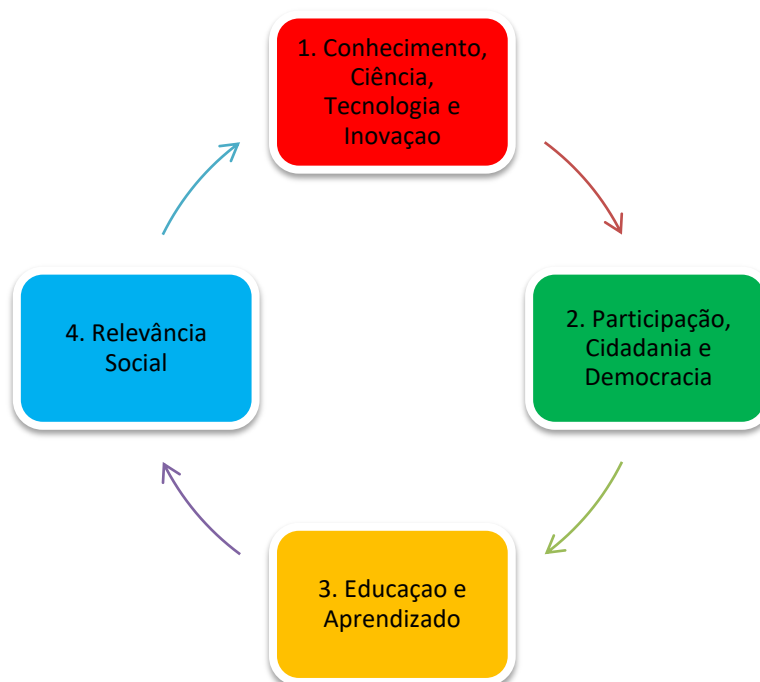 1. Conhecimento,
Ciência,
Tecnologia e
Inovaçao
2. Participação,
Cidadania e
Democracia
3. Educaçao e
Aprendizado
4. Relevância
Social